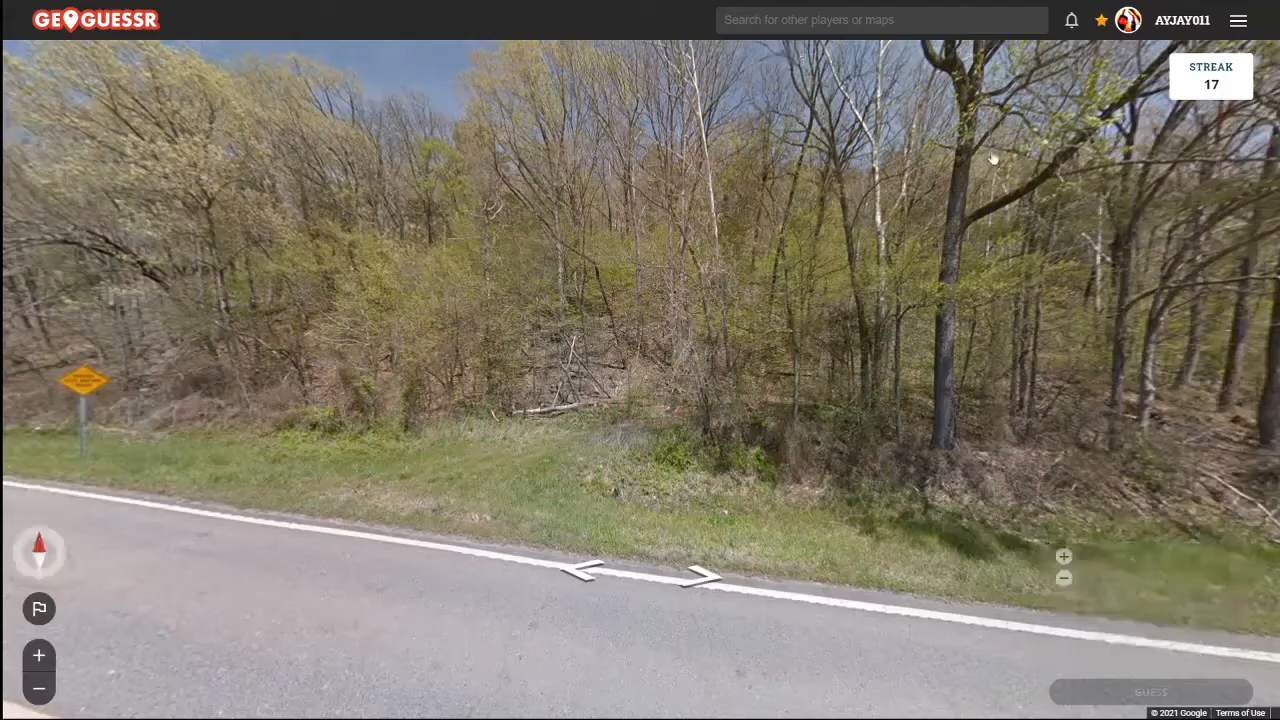 GEOGUESSR
Search for other players or maps
AYJAY011
STREAK
17
GUESS
© 2021 Google
Terms of Use